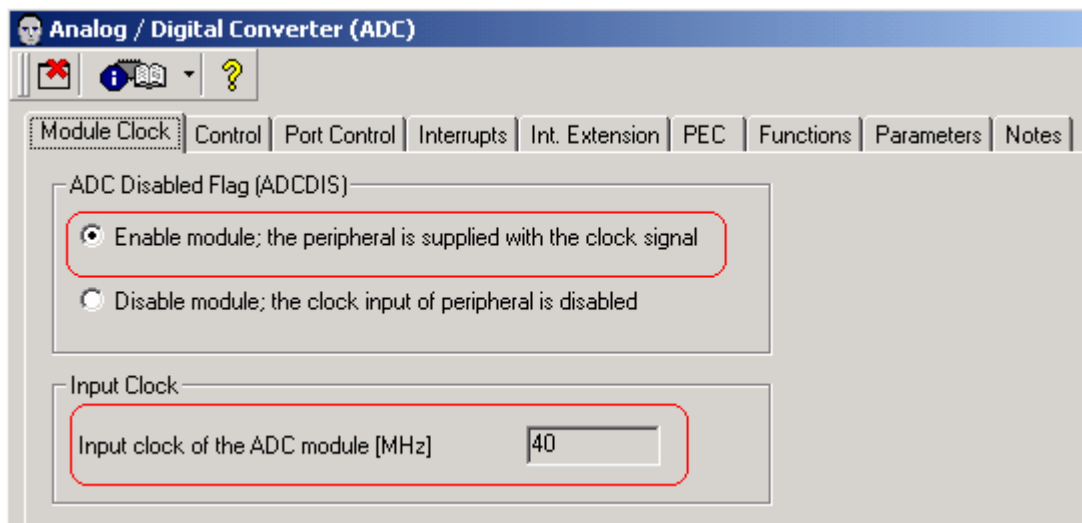 Analog / Digital Converter (ADC)
Module Clock Control Port Control Interrupts Int. Extension PEC Functions Parameters Notes
ADC Disabled Flag (ADCDIS)
Enable module; the peripheral is supplied with the clock signal
Disable module; the clock input of peripheral is disabled
Input Clock
Input clock of the ADC module [MHz] 40